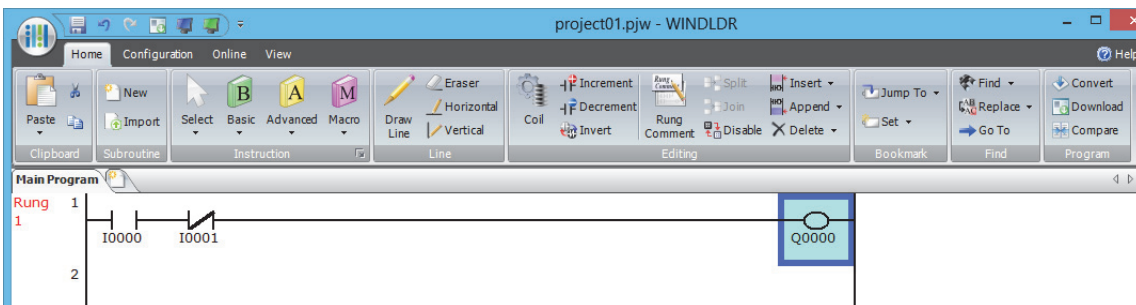 project01.pjw - WINDLDR
Home Configuration Online View Help
Paste New Import Select Basic Advanced Macro Draw Line Eraser Horizontal Vertical Coil Increment Decrement Invert Rung Comment Split Join Disable Insert Append Delete Jump To Set Find Replace Go To Convert Download Compare
Clipboard Subroutine Instruction Line Editing Bookmark Find Program
Main Program
Rung 1
1
I0000 I0001 Q0000
2